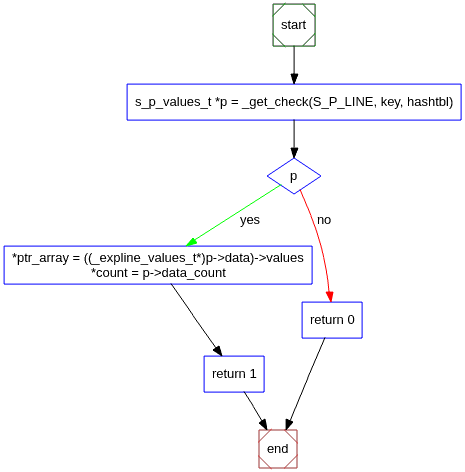 start
s_p_values_t *p = _get_check(S_P_LINE, key, hashtbl)
p
yes
no
*ptr_array = ((_expline_values_t*)p->data)->values
*count = p->data_count
return 0
return 1
end